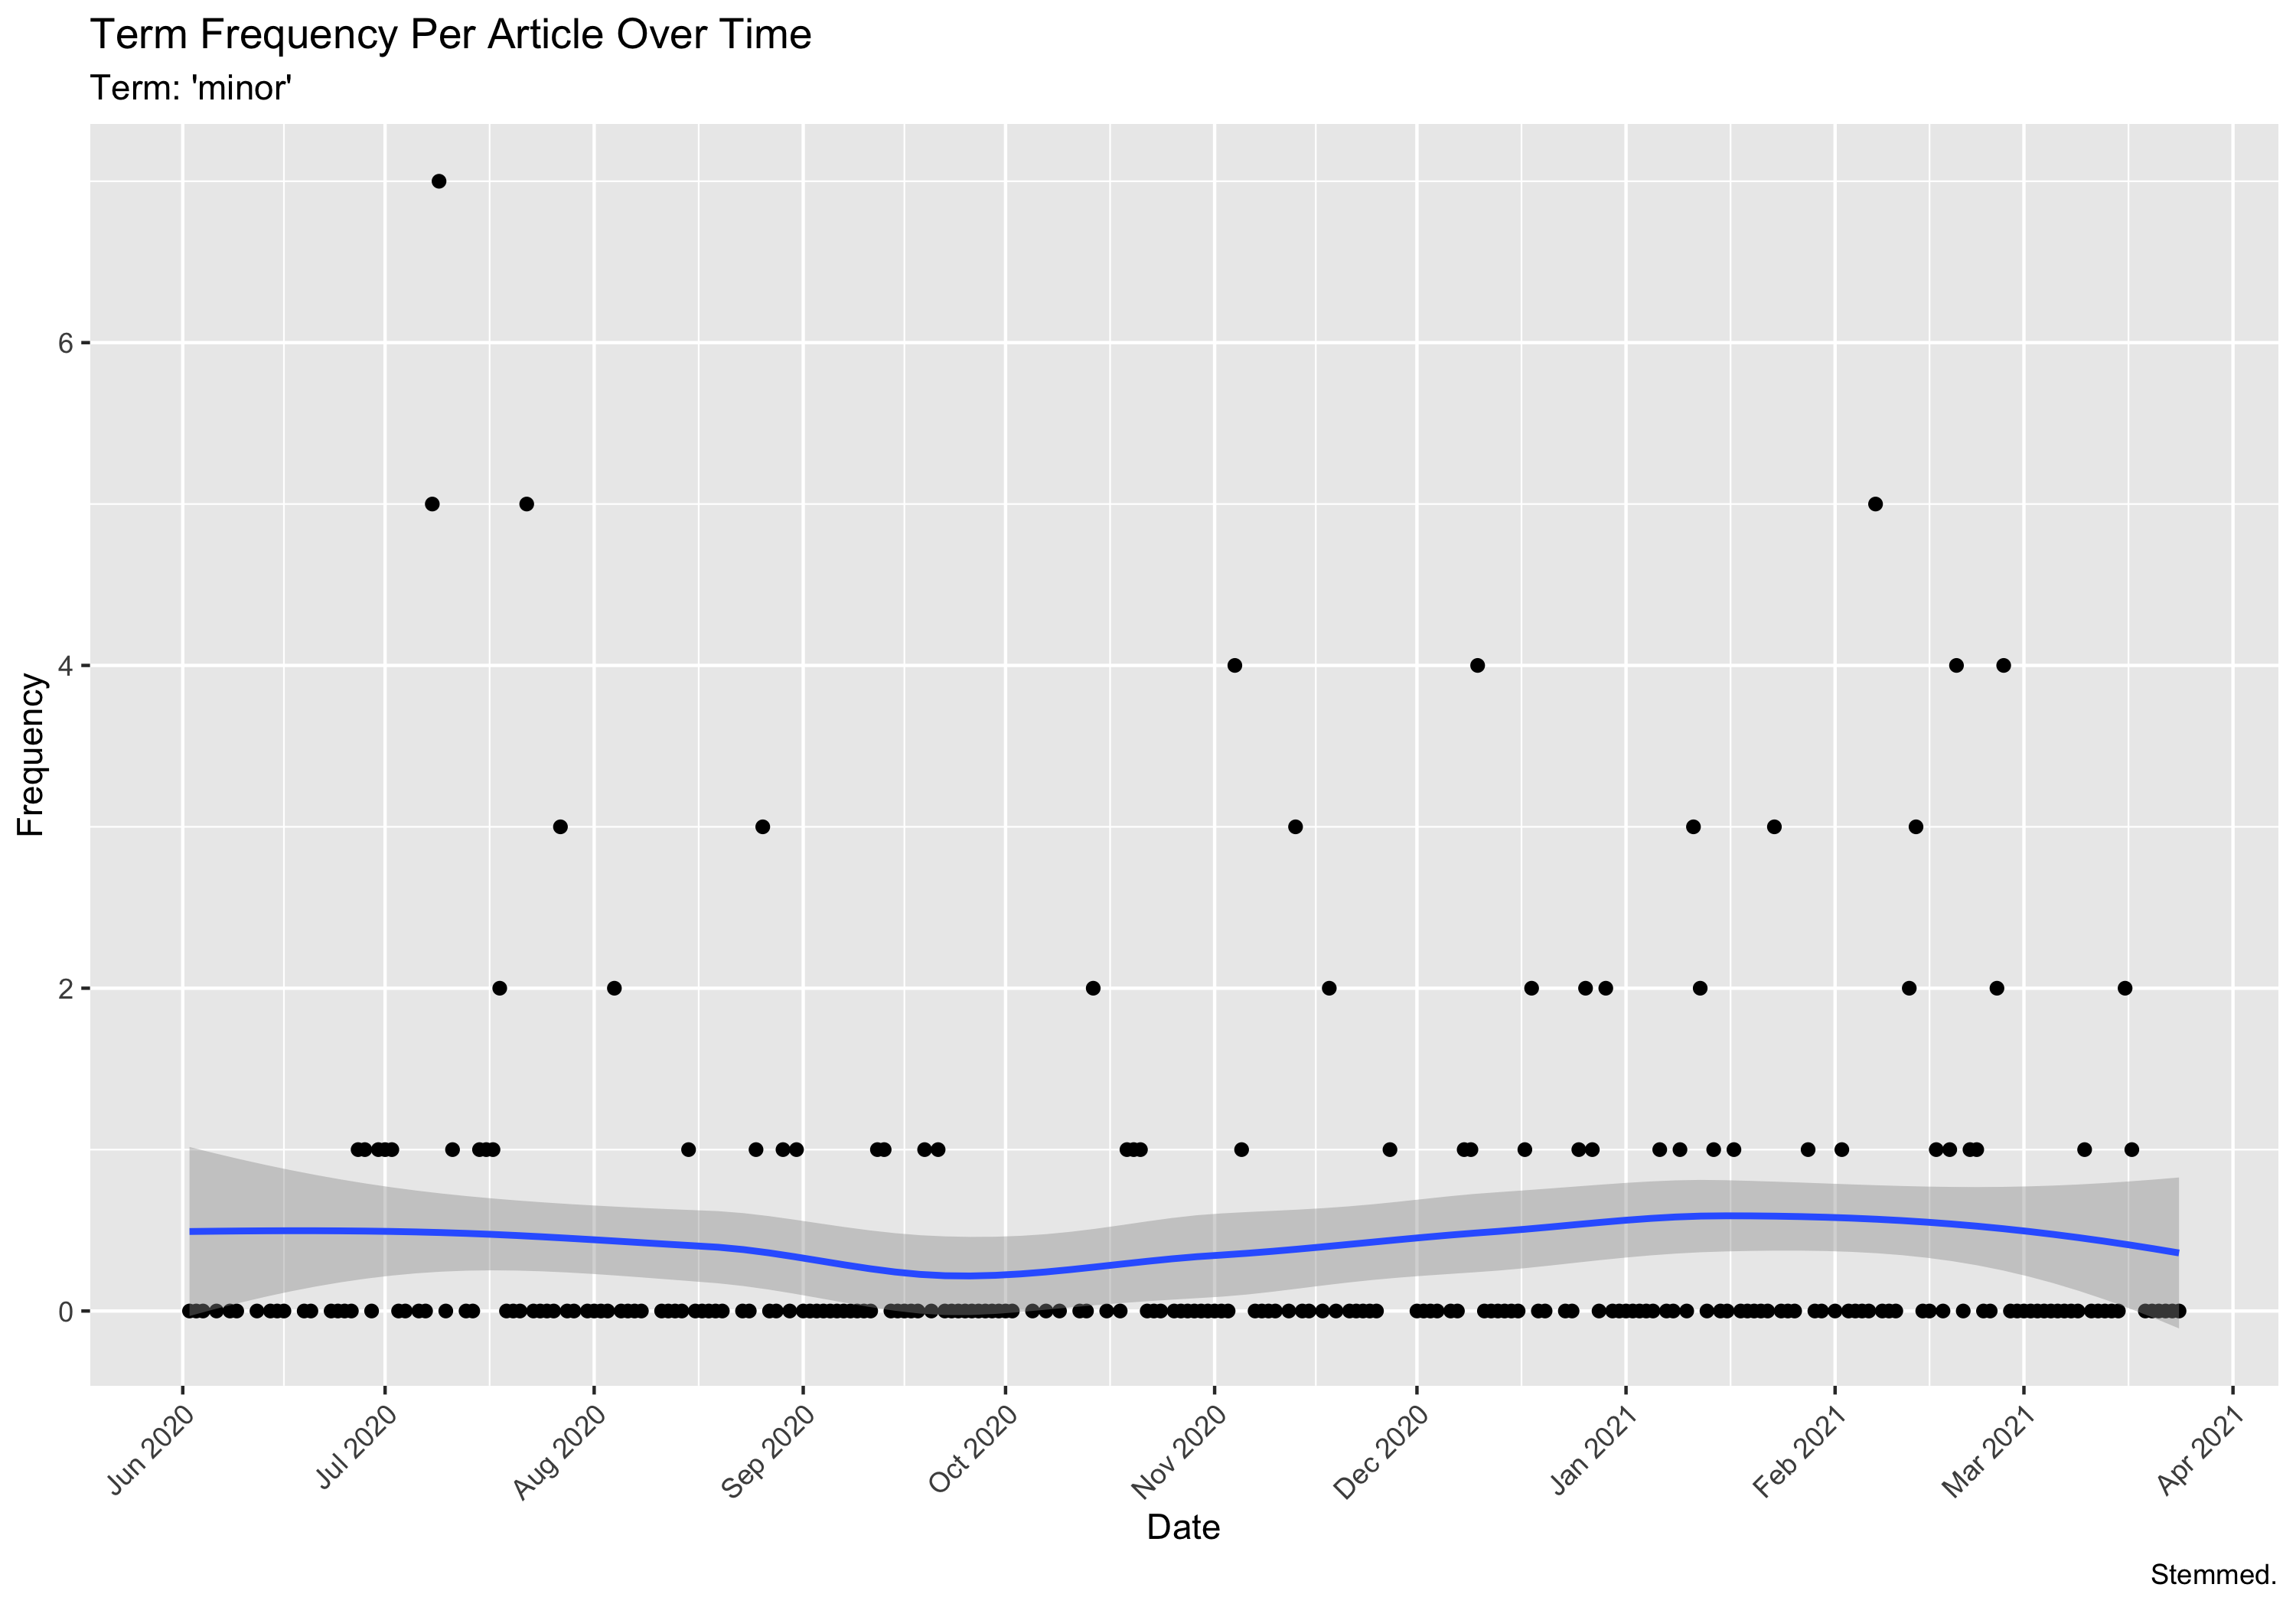 Term Frequency Per Article Over Time
Term: 'minor'
Frequency
6
4
2
0
Jun 2020
Jul 2020
Aug 2020
Sep 2020
Oct 2020
Nov 2020
Dec 2020
Jan 2021
Feb 2021
Mar 2021
Apr 2021
Date
Stemmed.